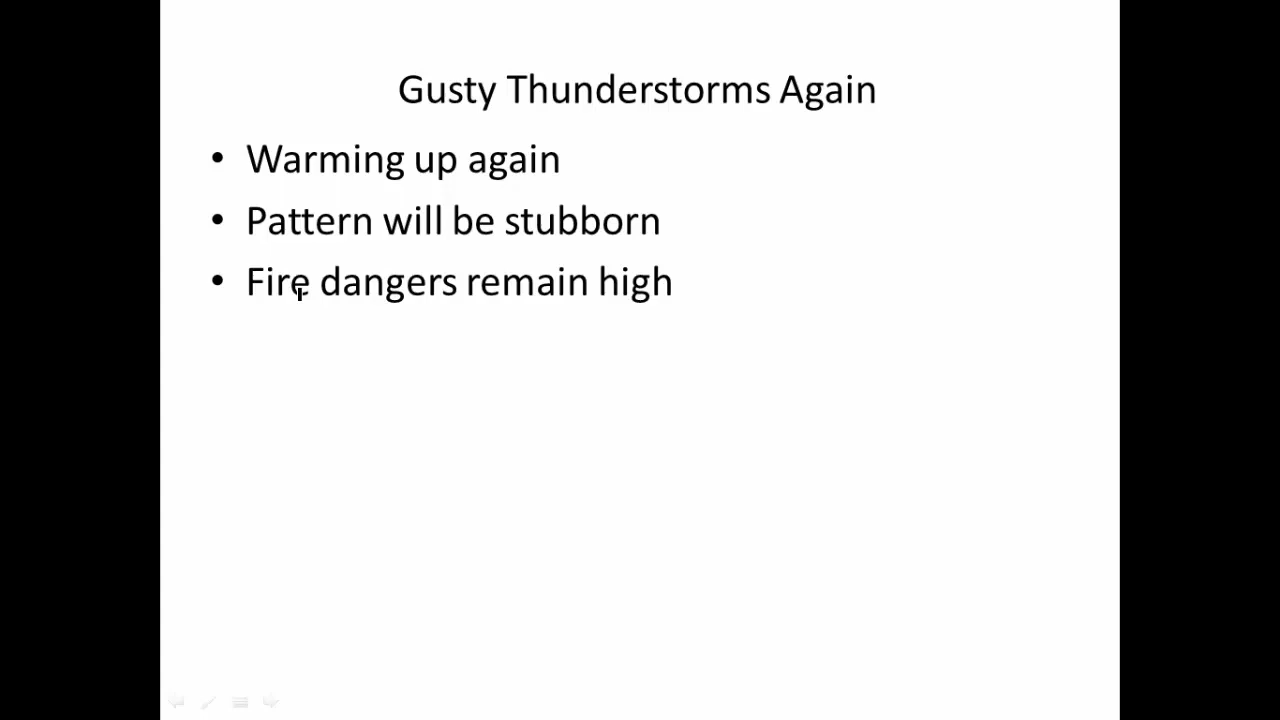 Gusty Thunderstorms Again
• Warming up again
• Pattern will be stubborn
• Fire dangers remain high